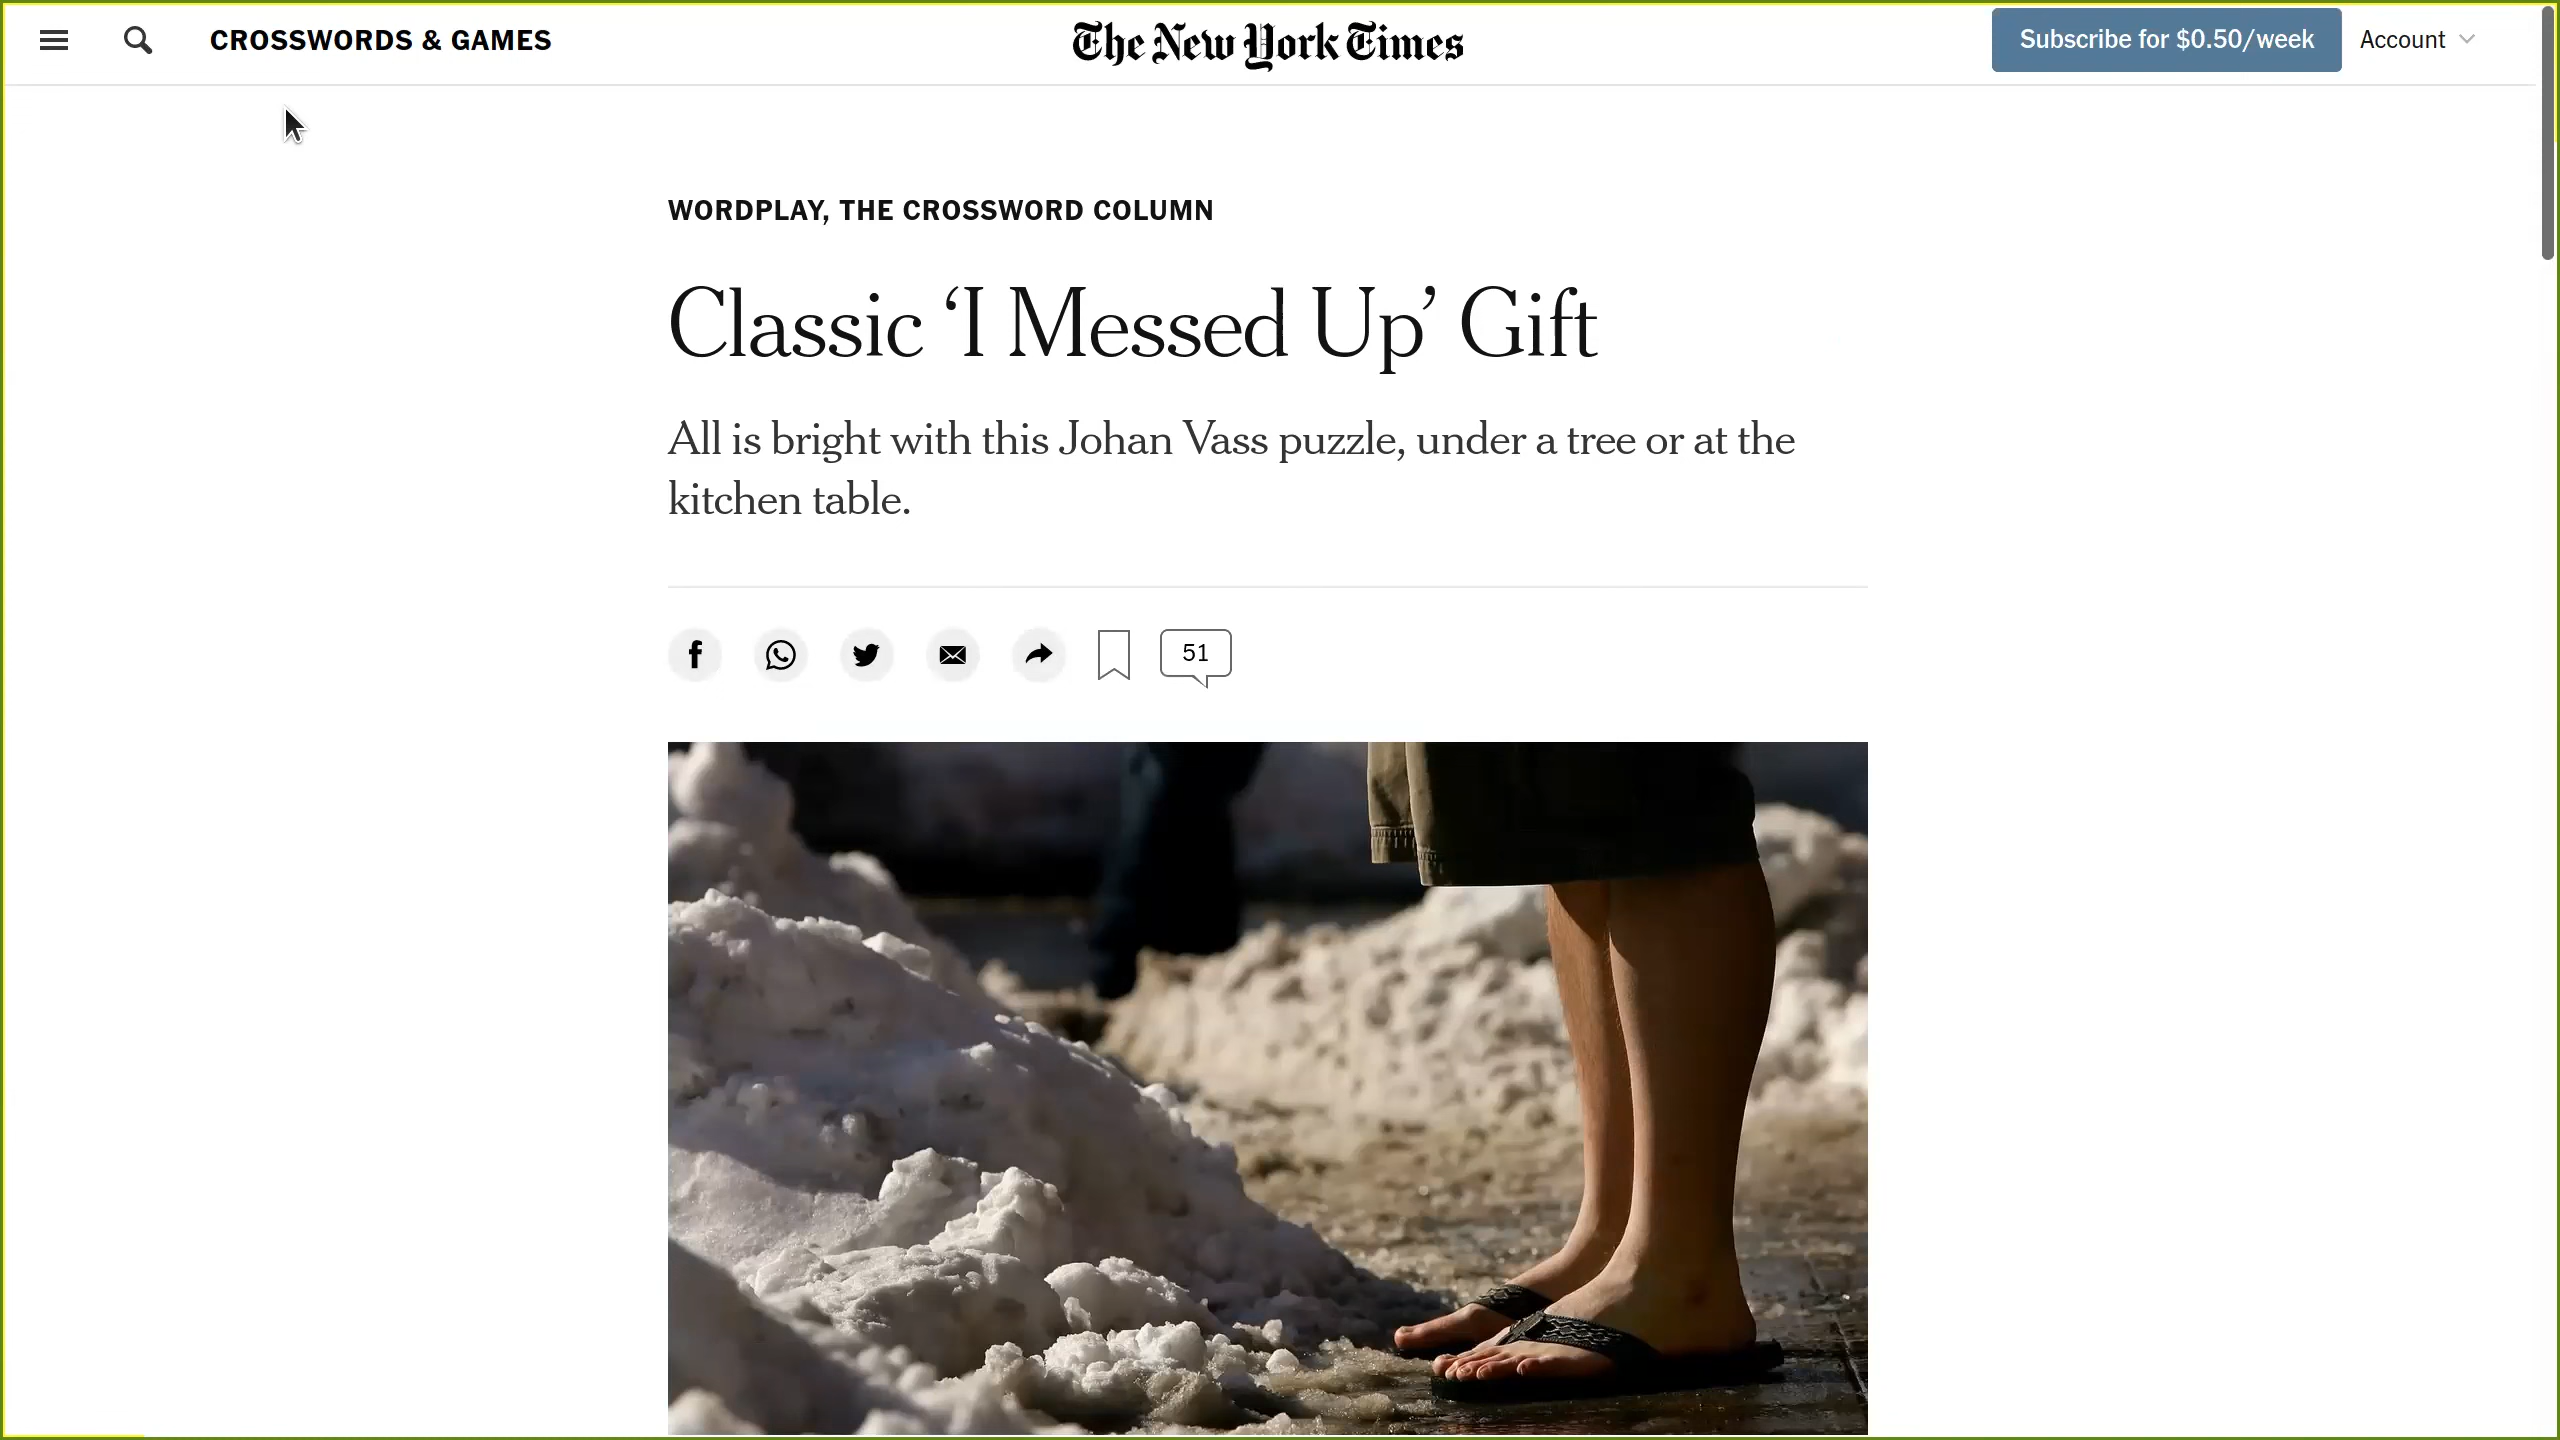 CROSSWORDS & GAMES
The New York Times
Subscribe for $0.50/week
Account
WORDPLAY, THE CROSSWORD COLUMN
Classic ‘I Messed Up’ Gift
All is bright with this Johan Vass puzzle, under a tree or at the
kitchen table.
51